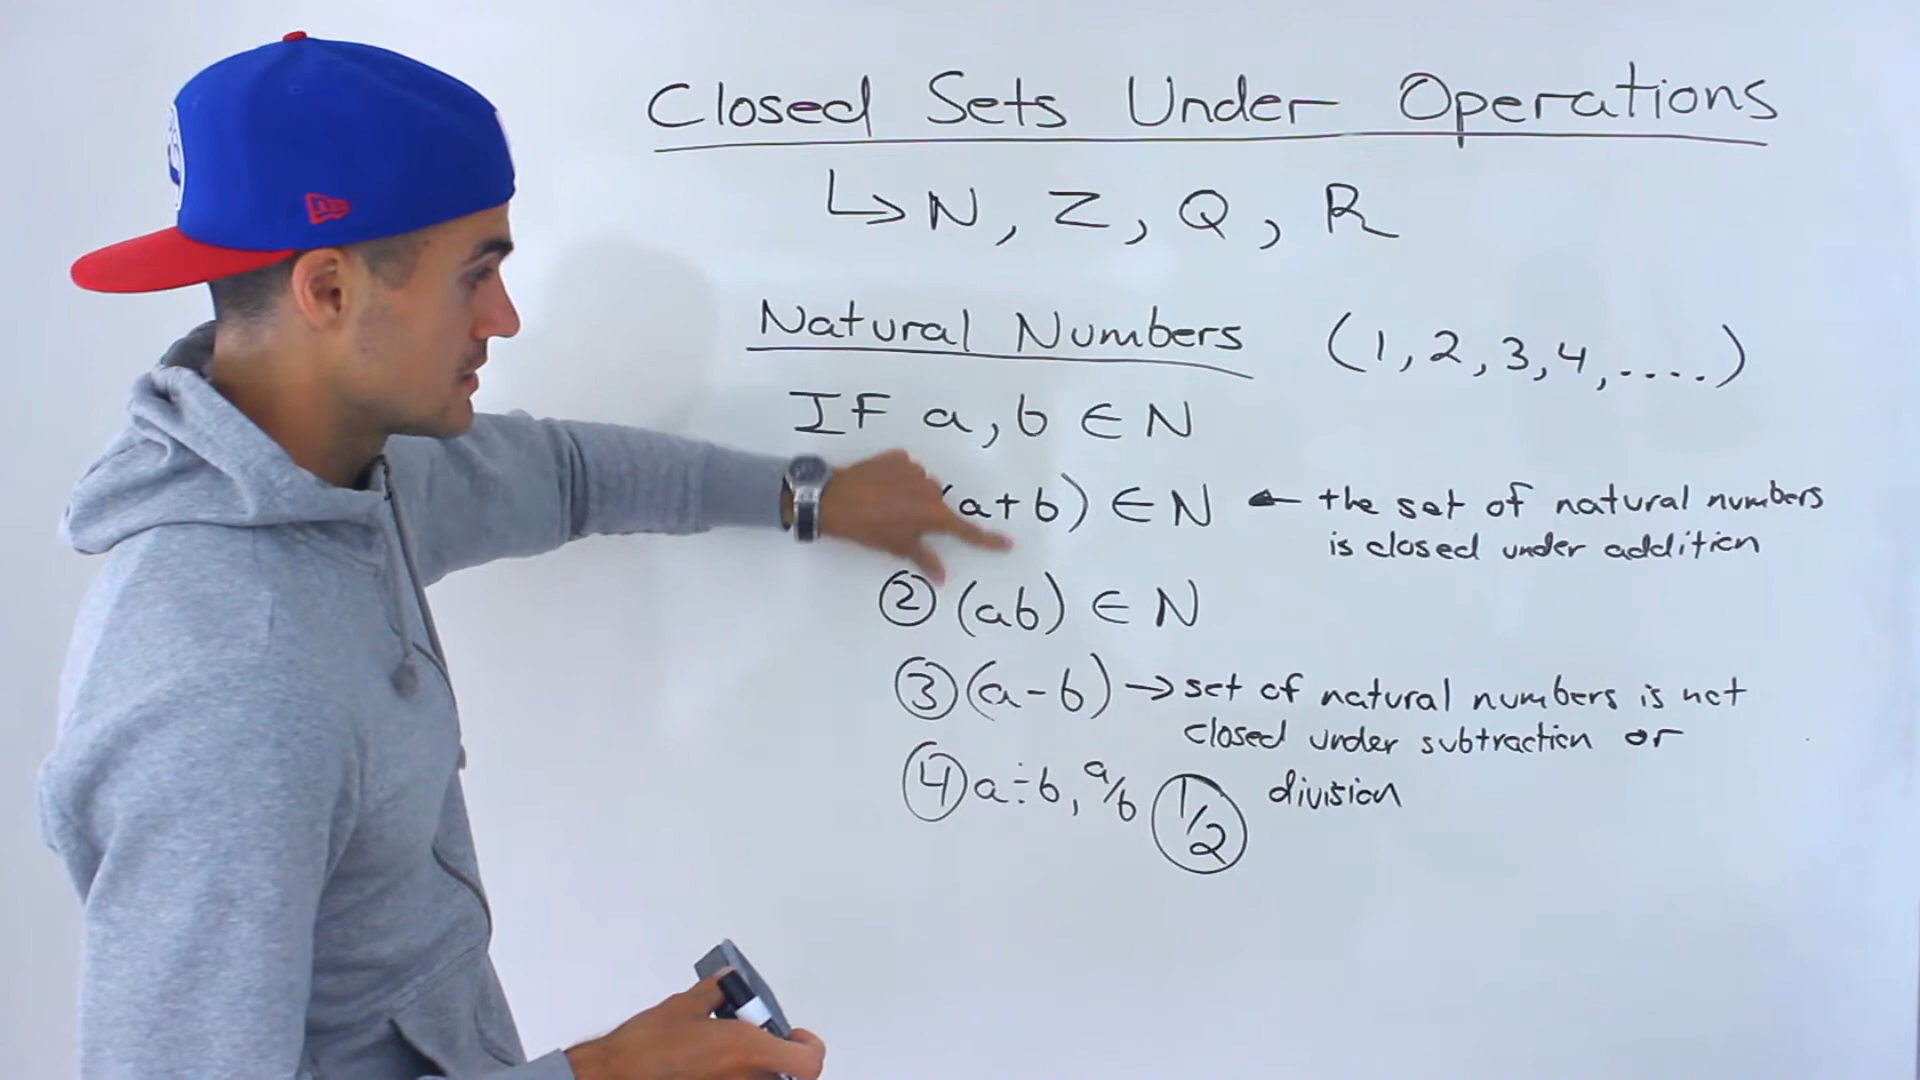 Closed Sets Under Operations
↳ N, Z, Q, R
Natural Numbers (1, 2, 3, 4, ....)
IF a, b ∈ N
(a+b) ∈ N ← the set of natural numbers
is closed under addition
② (ab) ∈ N
③ (a-b) → set of natural numbers is not
closed under subtraction or
④ a÷b, a/b 1/2 division